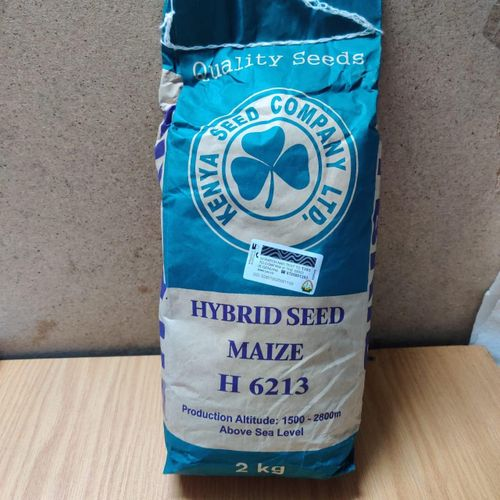 Quality Seeds
KENYA SEED COMPANY LTD.
HYBRID SEED
MAIZE
H 6213
Production Altitude: 1500 - 2800m
Above Sea Level
2 kg